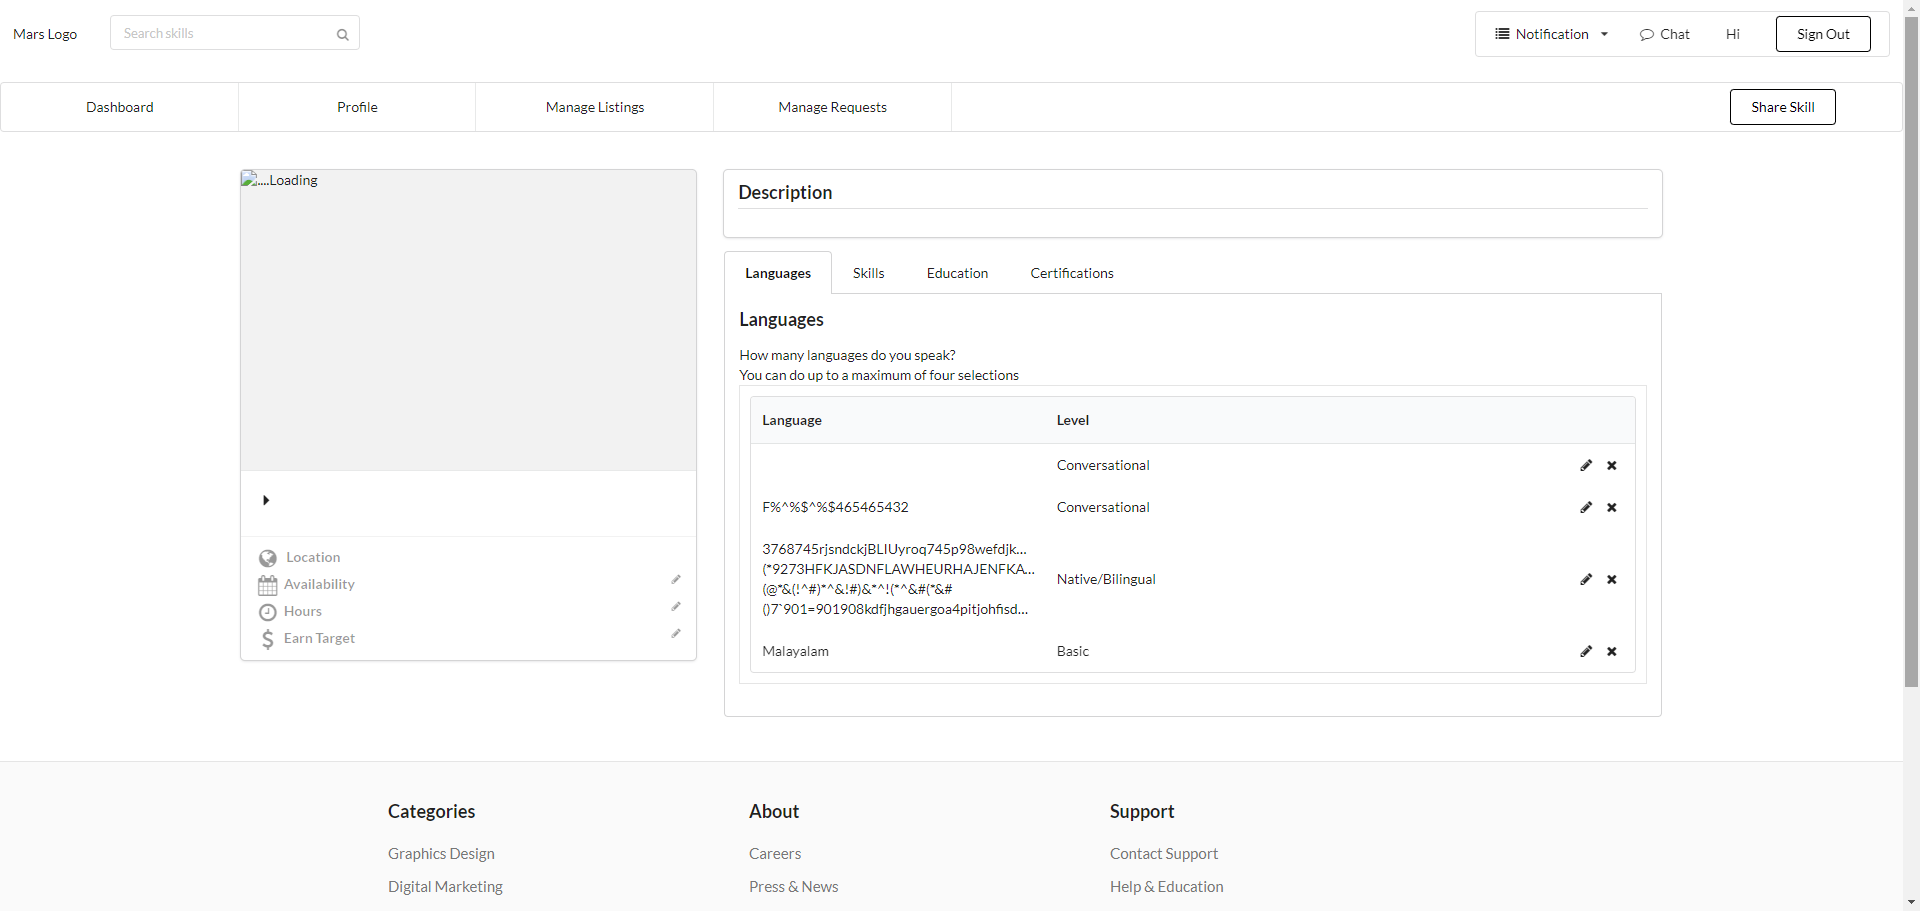 Mars Logo
Search skills
Notification
Chat
Hi
Sign Out
Dashboard
Profile
Manage Listings
Manage Requests
Share Skill
....Loading
Location
Availability
Hours
Earn Target
Description
Languages
Skills
Education
Certifications
Languages
How many languages do you speak?
You can do up to a maximum of four selections
Language Level
Conversational
F%^%$^%$465465432 Conversational
3768745rjsndckjBLIUyroq745p98wefdjk...
(*9273HFKJASDNFLAWHEURHAJENFKA...
(@*&(!^#)*^&!#)&*^!(*^&#(*&#
()7`901=901908kdfjhgauergoa4pitjohfisd...
Native/Bilingual
Malayalam Basic
Categories
Graphics Design
Digital Marketing
About
Careers
Press & News
Support
Contact Support
Help & Education